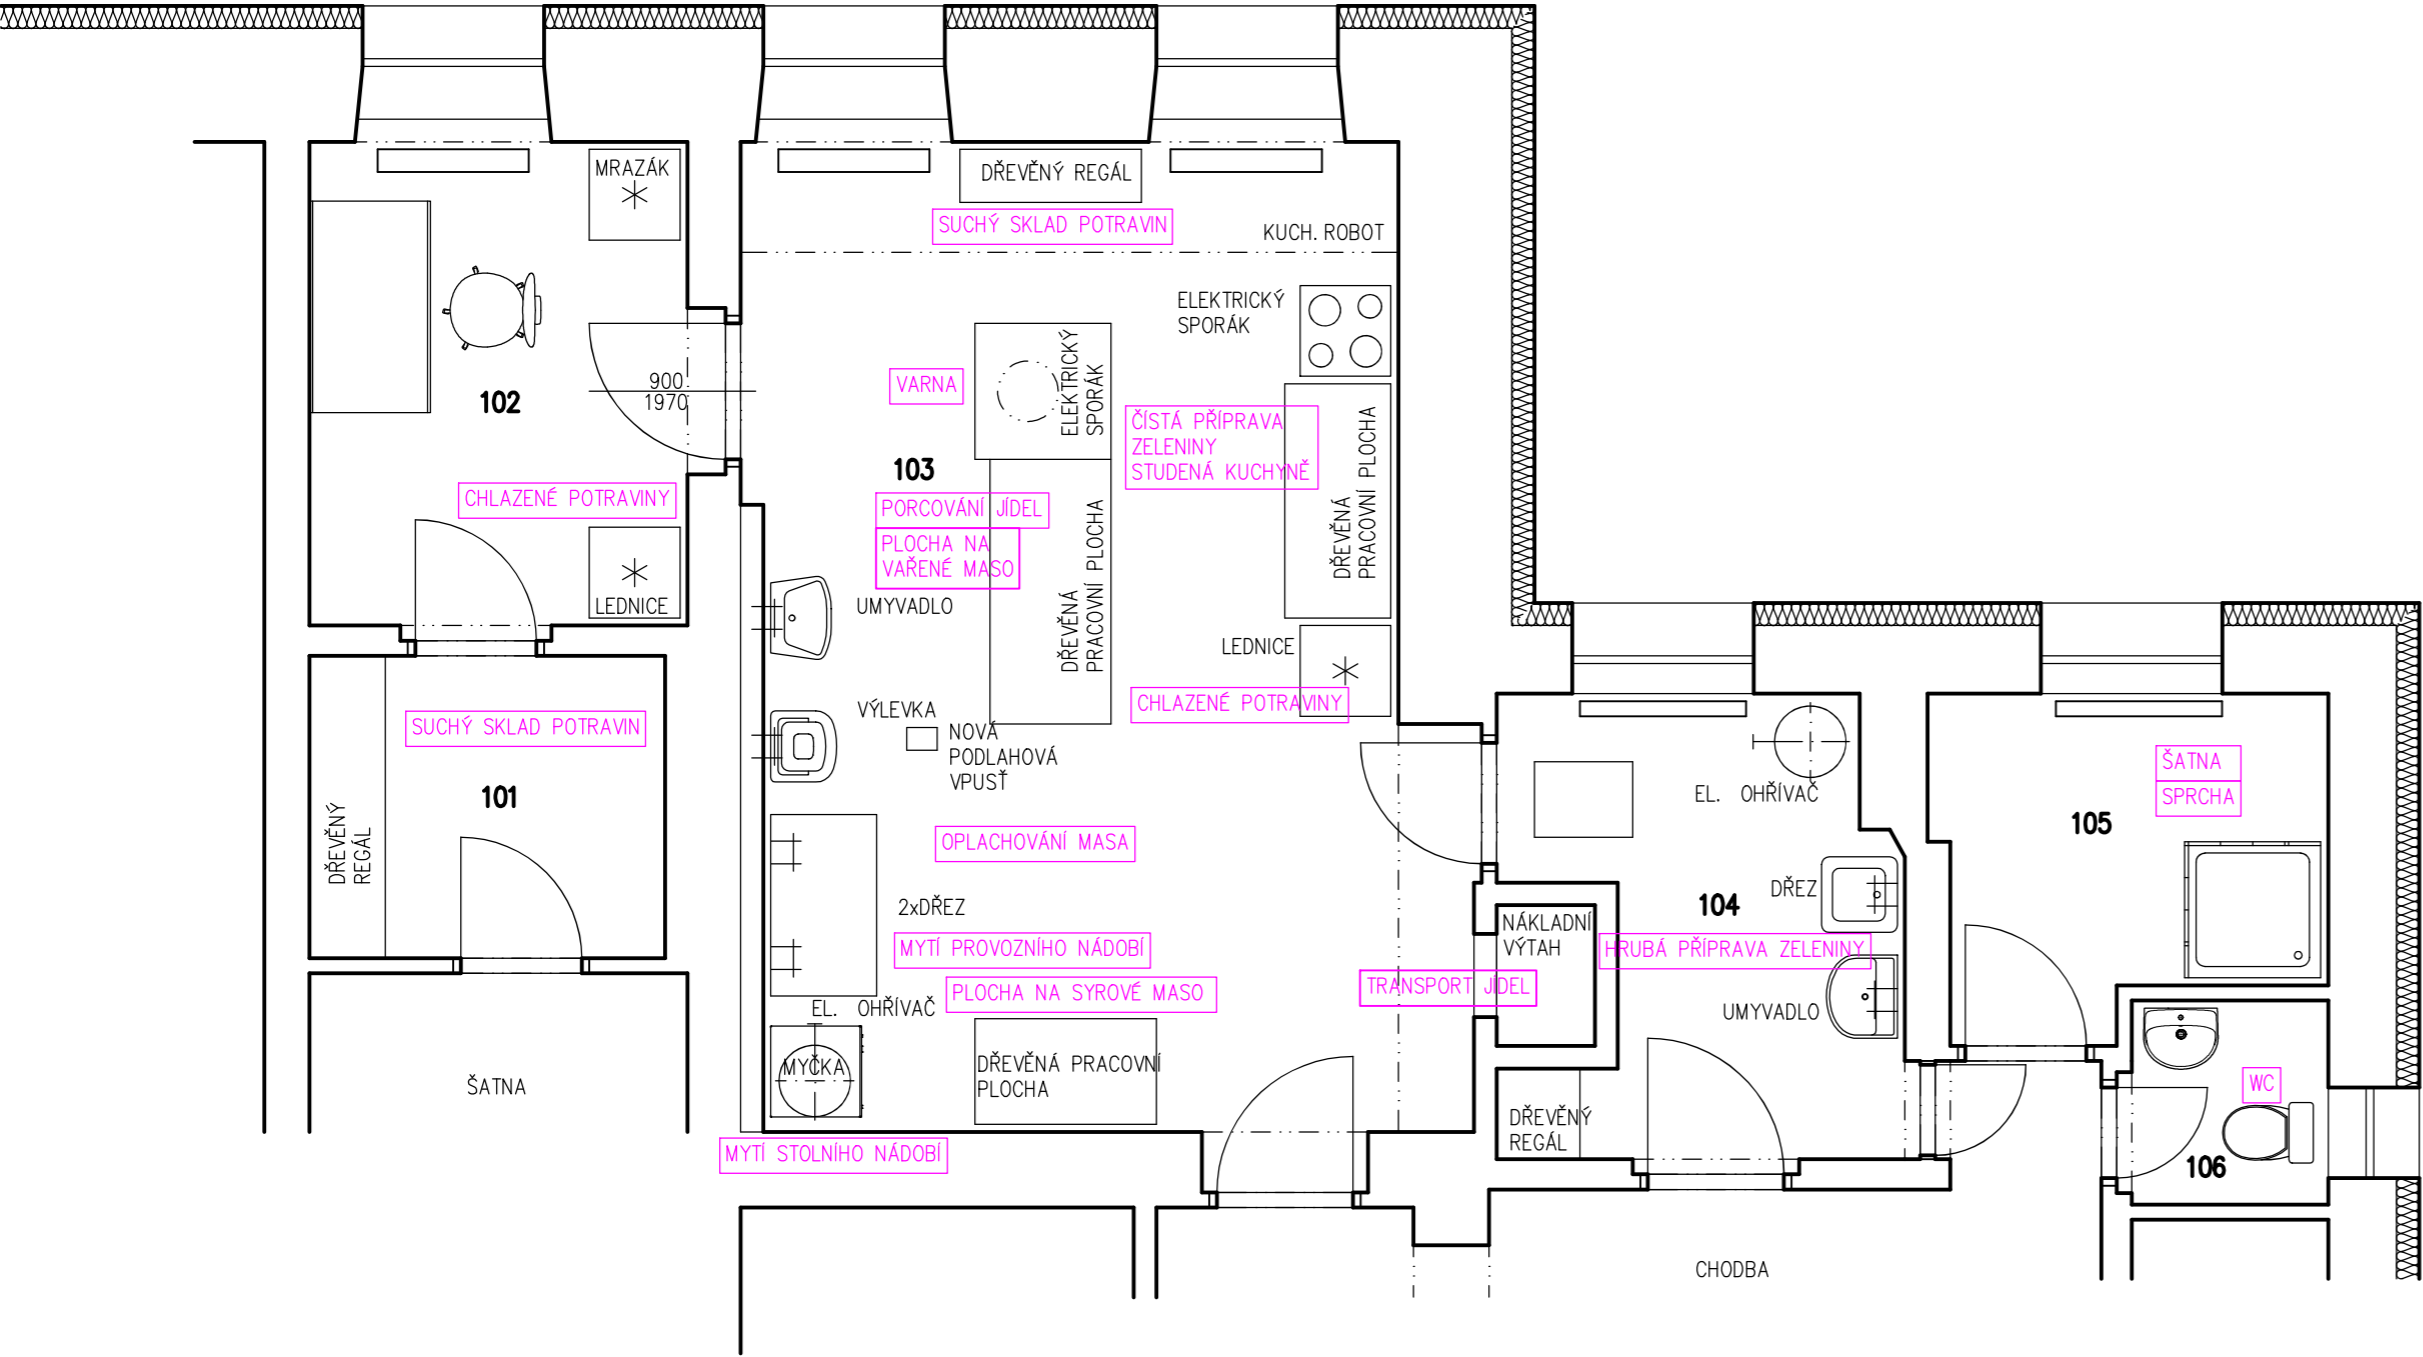 MRAZÁK
102
900
1970
CHLAZENÉ POTRAVINY
LEDNICE
SUCHÝ SKLAD POTRAVIN
101
DŘEVĚNÝ
REGÁL
ŠATNA
DŘEVĚNÝ REGÁL
SUCHÝ SKLAD POTRAVIN
KUCH. ROBOT
ELEKTRICKÝ
SPORÁK
VARNA
ELEKTRICKÝ
SPORÁK
ČÍSTÁ PŘÍPRAVA
ZELENINY
STUDENÁ KUCHYNĚ
DŘEVĚNÁ
PRACOVNÍ PLOCHA
103
PORCOVÁNÍ JÍDEL
PLOCHA NA
VAŘENÉ MASO
DŘEVĚNÁ
PRACOVNÍ PLOCHA
UMYVADLO
LEDNICE
CHLAZENÉ POTRAVINY
VÝLEVKA
NOVÁ
PODLAHOVÁ
VPUSŤ
OPLACHOVÁNÍ MASA
2xDŘEZ
MYTÍ PROVOZNÍHO NÁDOBÍ
PLOCHA NA SYROVÉ MASO
EL. OHŘÍVAČ
MYČKA
DŘEVĚNÁ PRACOVNÍ
PLOCHA
MYTÍ STOLNÍHO NÁDOBÍ
TRANSPORT JÍDEL
NÁKLADNÍ
VÝTAH
EL. OHŘÍVAČ
DŘEZ
104
HRUBÁ PŘÍPRAVA ZELENINY
UMYVADLO
DŘEVĚNÝ
REGÁL
ŠATNA
SPRCHA
105
WC
106
CHODBA